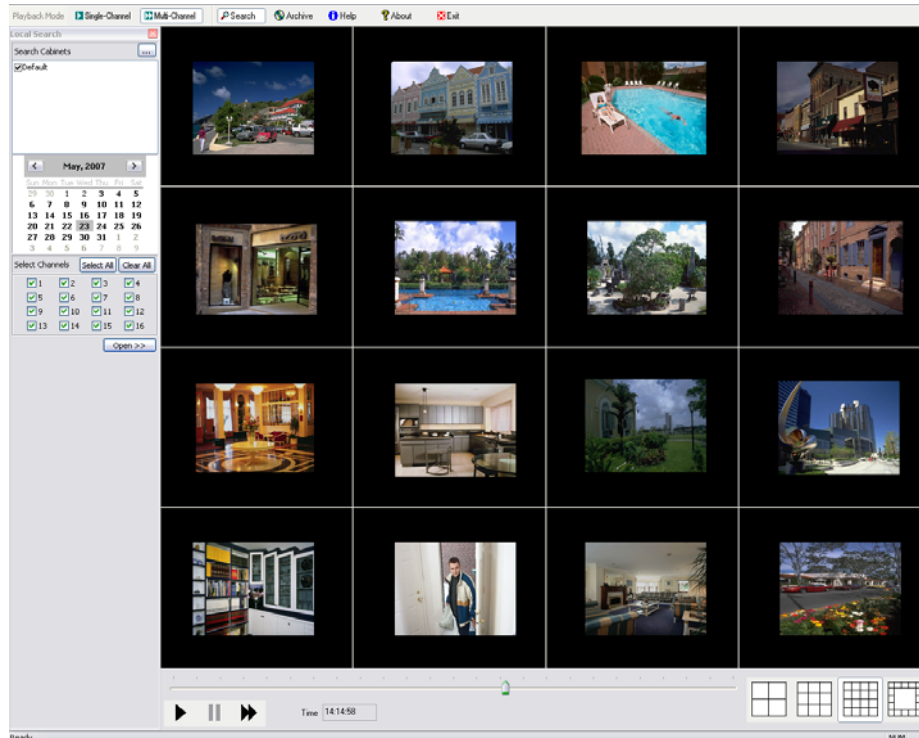 Playback Mode Single-Channel Multi-Channel Search Archive Help About Exit
Local Search
Search Cabinets ...
Default
May, 2007
Sun Mon Tue Wed Thu Fri Sat
29 30 1 2 3 4 5
6 7 8 9 10 11 12
13 14 15 16 17 18 19
20 21 22 23 24 25 26
27 28 29 30 31 1 2
3 4 5 6 7 8 9
Select Channels Select All Clear All
1 2 3 4
5 6 7 8
9 10 11 12
13 14 15 16
Open >>
Time 14:14:58
Ready NUM